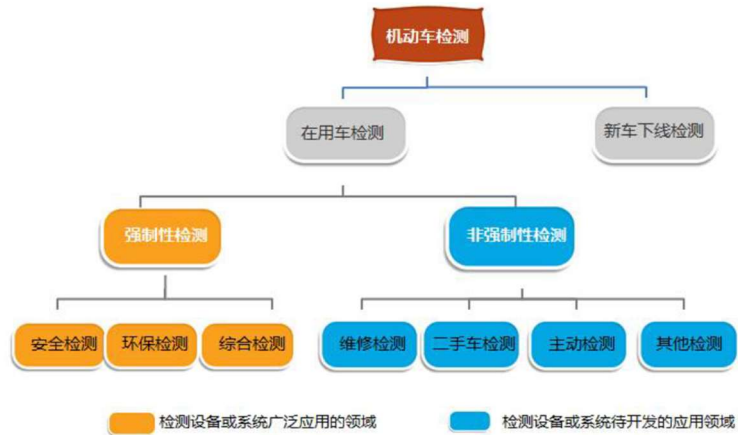 机动车检测
在用车检测
新车下线检测
强制性检测
非强制性检测
安全检测
环保检测
综合检测
维修检测
二手车检测
主动检测
其他检测
检测设备或系统广泛应用的领域
检测设备或系统待开发的应用领域